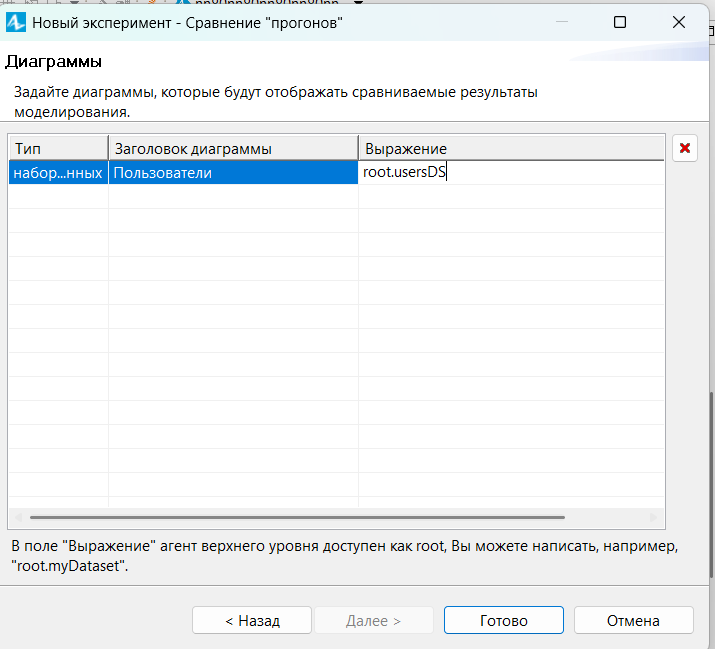 Новый эксперимент - Сравнение "прогонов"
Диаграммы
Задайте диаграммы, которые будут отображать сравниваемые результаты
моделирования.
Тип Заголовок диаграммы Выражение
набор...нных Пользователи root.usersDS
В поле "Выражение" агент верхнего уровня доступен как root, Вы можете написать, например,
"root.myDataset".
< Назад Далее > Готово Отмена